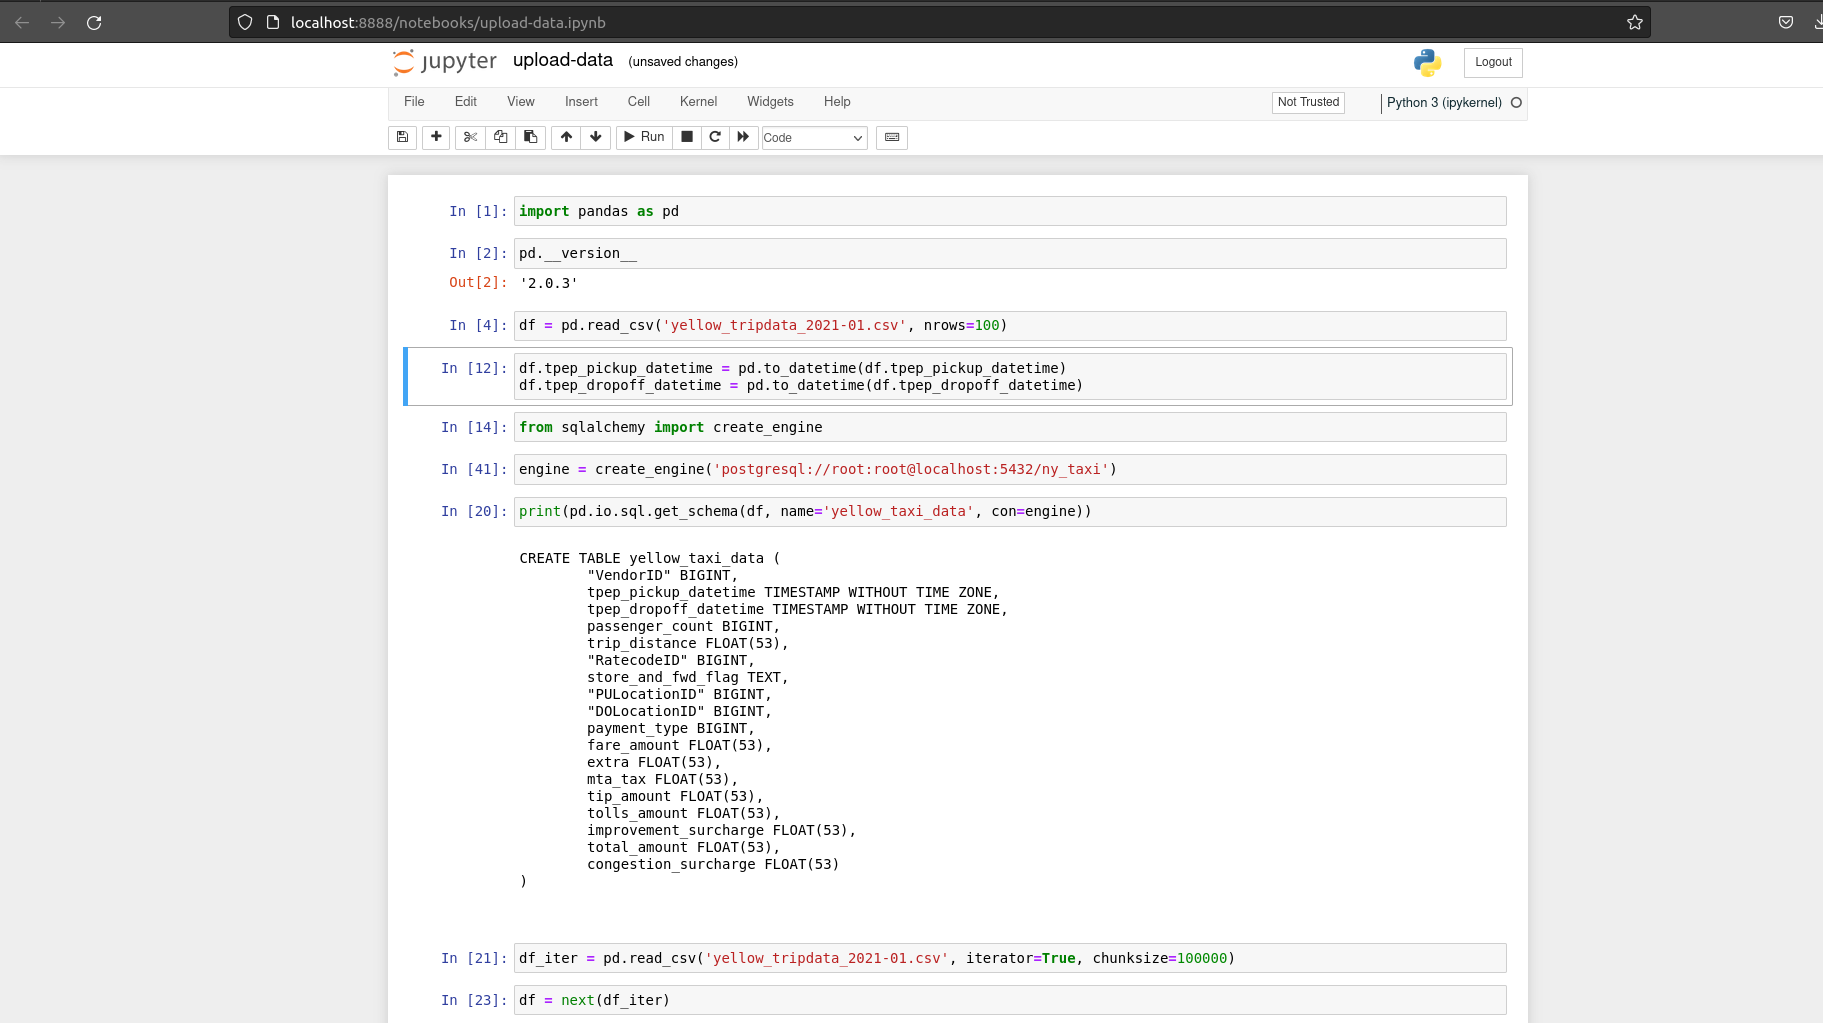 localhost:8888/notebooks/upload-data.ipynb
jupyter upload-data (unsaved changes)
Logout
File Edit View Insert Cell Kernel Widgets Help
Not Trusted
Python 3 (ipykernel)
Run
Code
In [1]: import pandas as pd
In [2]: pd.__version__
Out[2]: '2.0.3'
In [4]: df = pd.read_csv('yellow_tripdata_2021-01.csv', nrows=100)
In [12]: df.tpep_pickup_datetime = pd.to_datetime(df.tpep_pickup_datetime)
df.tpep_dropoff_datetime = pd.to_datetime(df.tpep_dropoff_datetime)
In [14]: from sqlalchemy import create_engine
In [41]: engine = create_engine('postgresql://root:root@localhost:5432/ny_taxi')
In [20]: print(pd.io.sql.get_schema(df, name='yellow_taxi_data', con=engine))
CREATE TABLE yellow_taxi_data (
"VendorID" BIGINT,
tpep_pickup_datetime TIMESTAMP WITHOUT TIME ZONE,
tpep_dropoff_datetime TIMESTAMP WITHOUT TIME ZONE,
passenger_count BIGINT,
trip_distance FLOAT(53),
"RatecodeID" BIGINT,
store_and_fwd_flag TEXT,
"PULocationID" BIGINT,
"DOLocationID" BIGINT,
payment_type BIGINT,
fare_amount FLOAT(53),
extra FLOAT(53),
mta_tax FLOAT(53),
tip_amount FLOAT(53),
tolls_amount FLOAT(53),
improvement_surcharge FLOAT(53),
total_amount FLOAT(53),
congestion_surcharge FLOAT(53)
)
In [21]: df_iter = pd.read_csv('yellow_tripdata_2021-01.csv', iterator=True, chunksize=100000)
In [23]: df = next(df_iter)